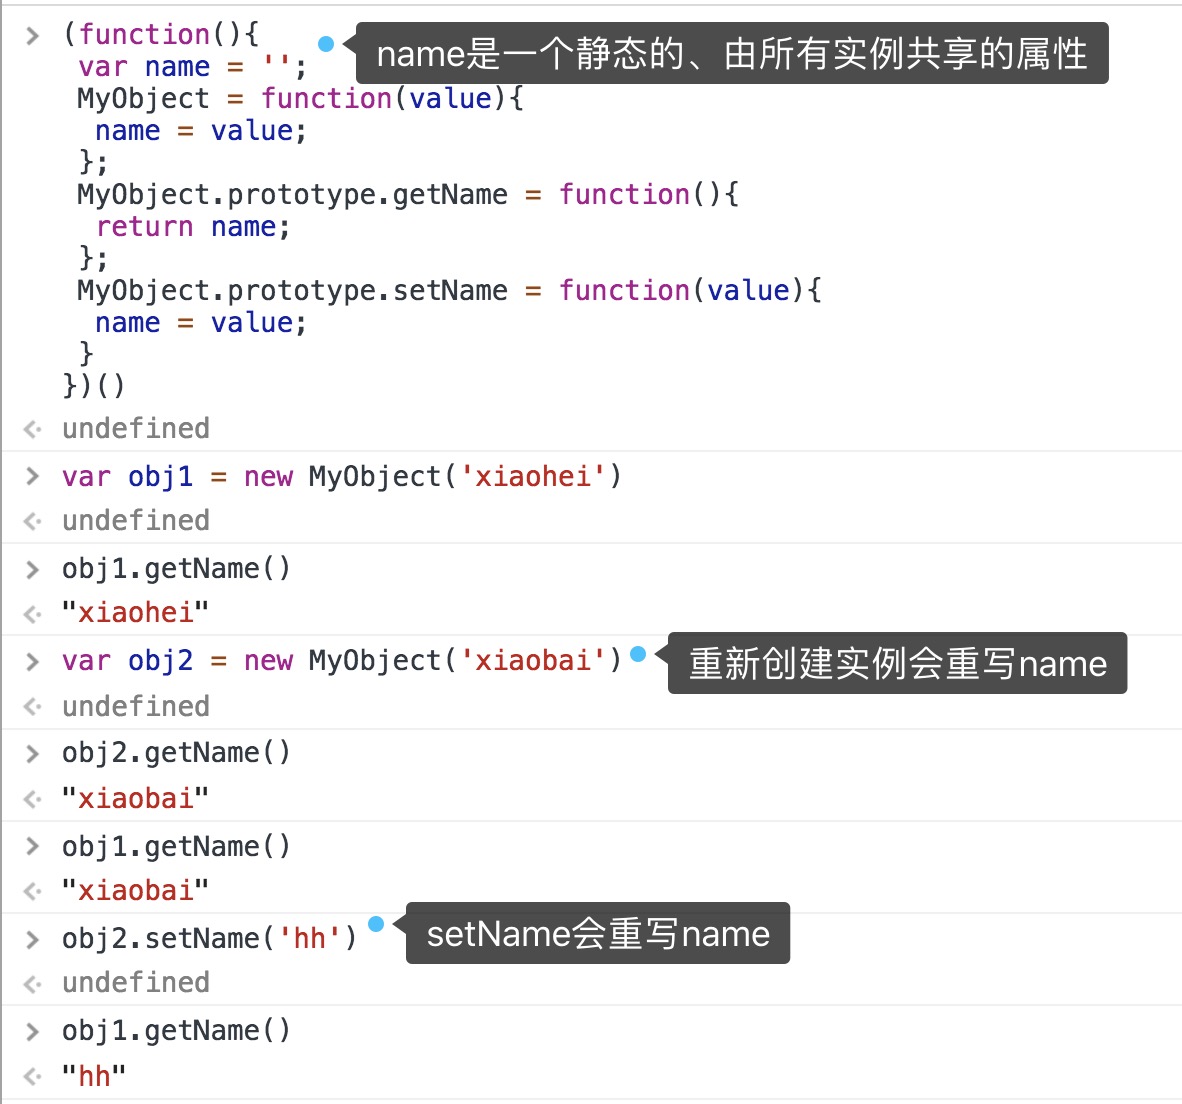 (function(){
name是一个静态的、由所有实例共享的属性
var name = '';
MyObject = function(value){
name = value;
};
MyObject.prototype.getName = function(){
return name;
};
MyObject.prototype.setName = function(value){
name = value;
}
})()
undefined
var obj1 = new MyObject('xiaohei')
undefined
obj1.getName()
"xiaohei"
var obj2 = new MyObject('xiaobai')
重新创建实例会重写name
undefined
obj2.getName()
"xiaobai"
obj1.getName()
"xiaobai"
obj2.setName('hh')
setName会重写name
undefined
obj1.getName()
"hh"